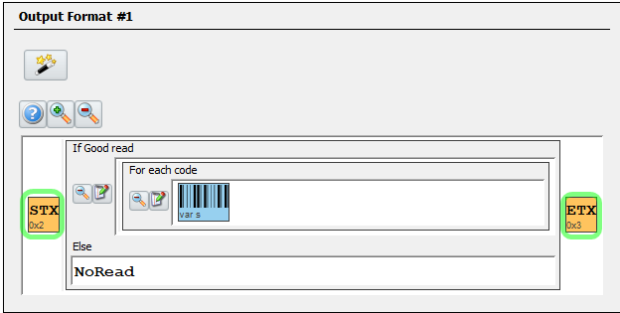 Output Format #1
If Good read
For each code
var s
STX
0x2
ETX
0x3
Else
NoRead